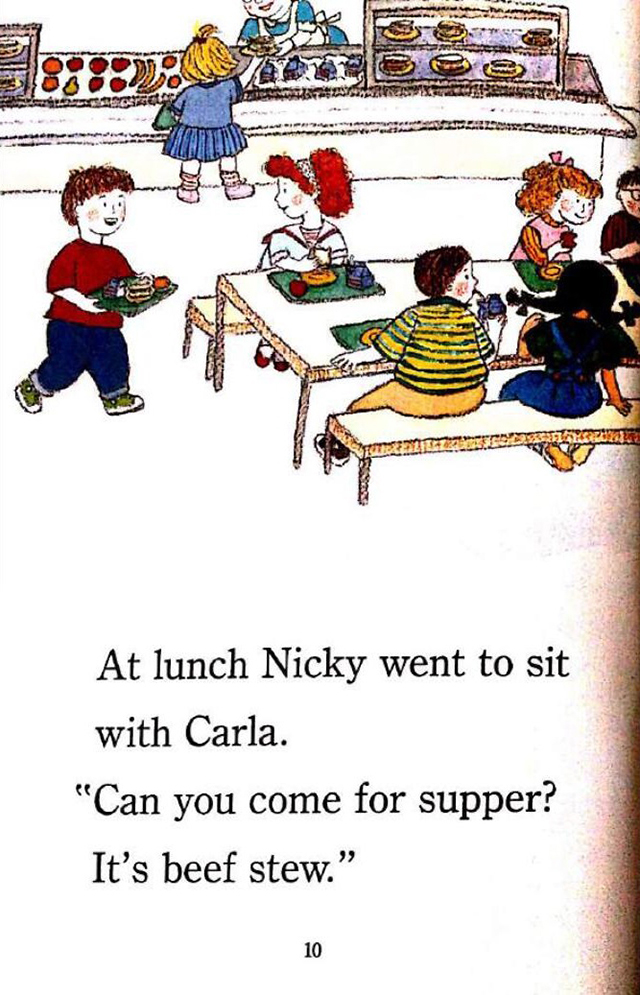 At lunch Nicky went to sit
with Carla.
"Can you come for supper?
It's beef stew."
10